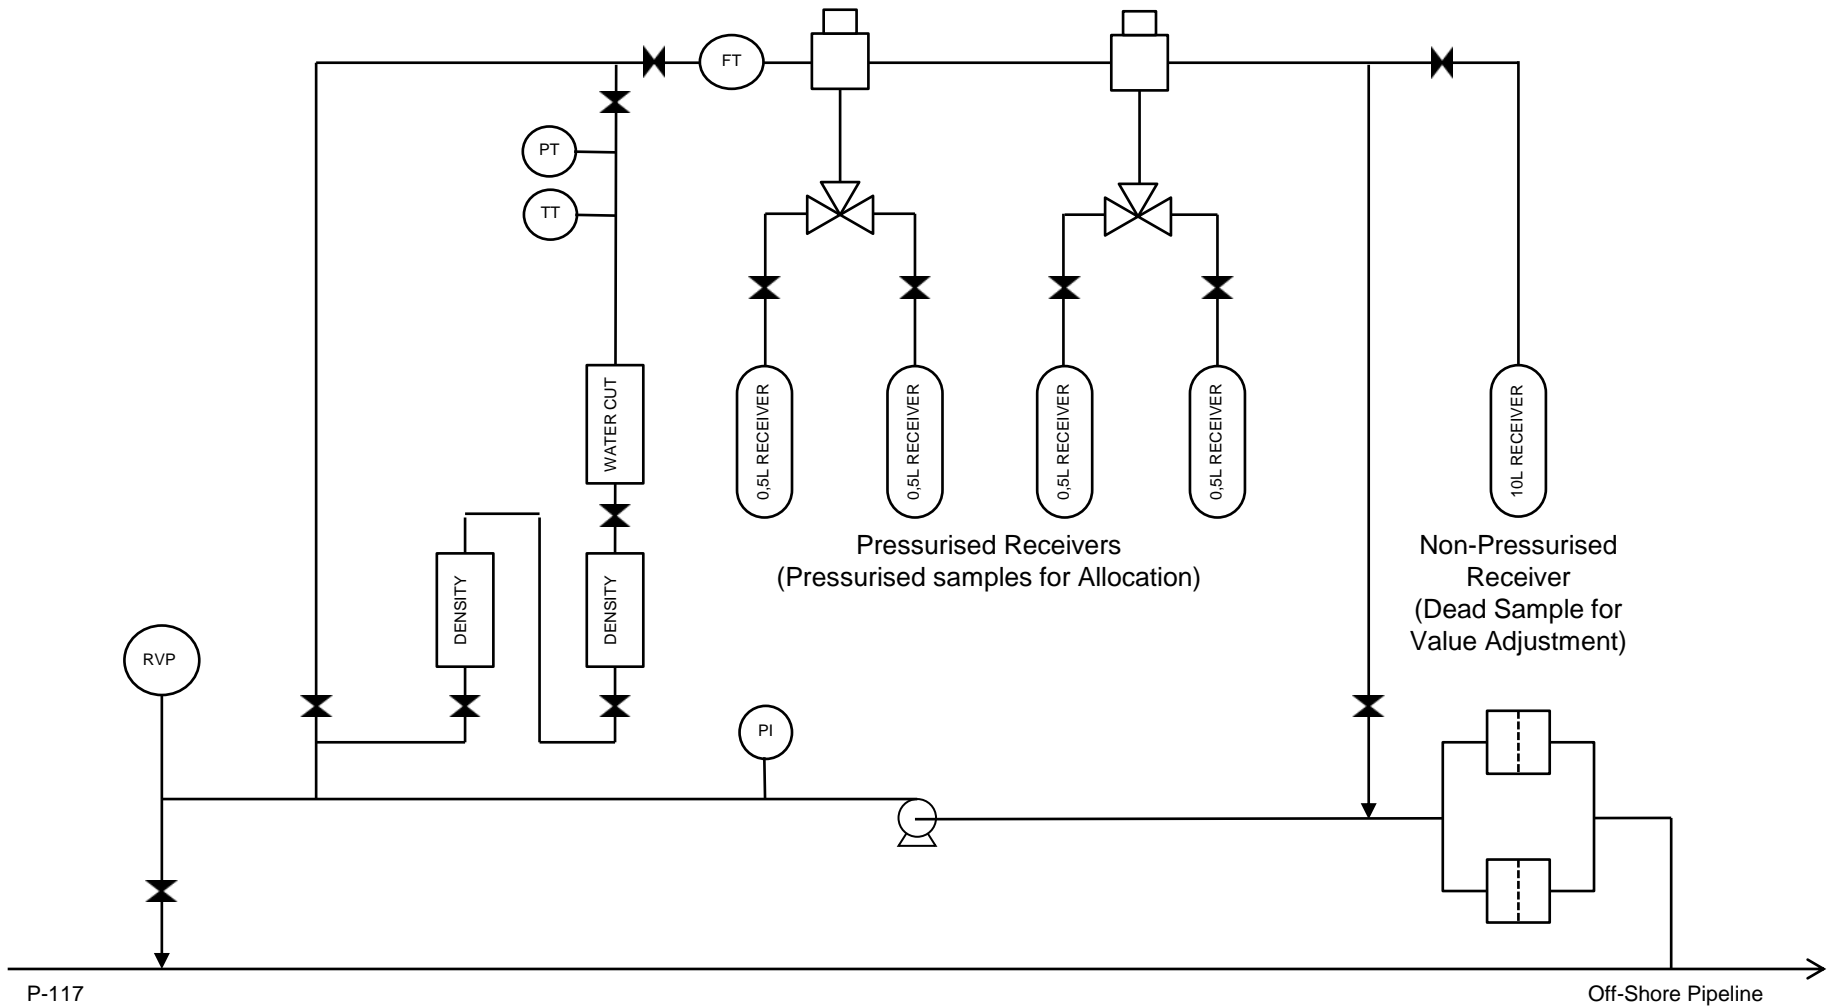 FT
PT
TT
WATER CUT
0,5L RECEIVER
0,5L RECEIVER
0,5L RECEIVER
0,5L RECEIVER
10L RECEIVER
Pressurised Receivers
(Pressurised samples for Allocation)
Non-Pressurised
Receiver
(Dead Sample for
Value Adjustment)
DENSITY
DENSITY
RVP
PI
P-117
Off-Shore Pipeline